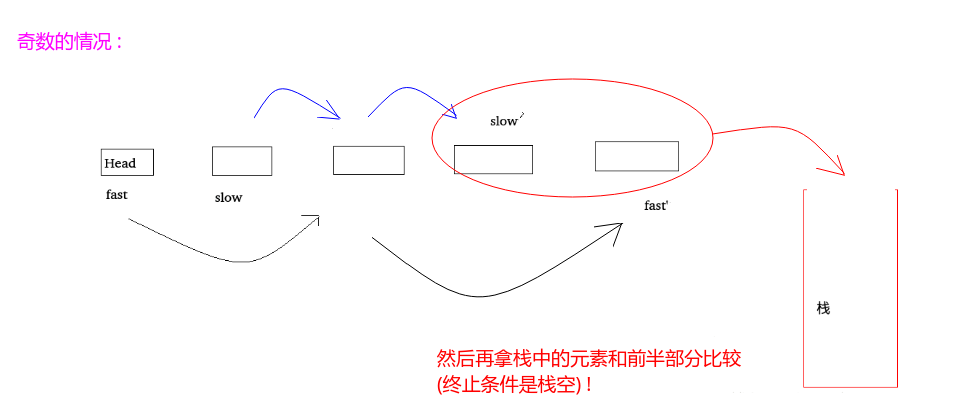 奇数的情况：
slow'
Head
fast
slow
fast'
栈
然后再拿栈中的元素和前半部分比较
(终止条件是栈空)！